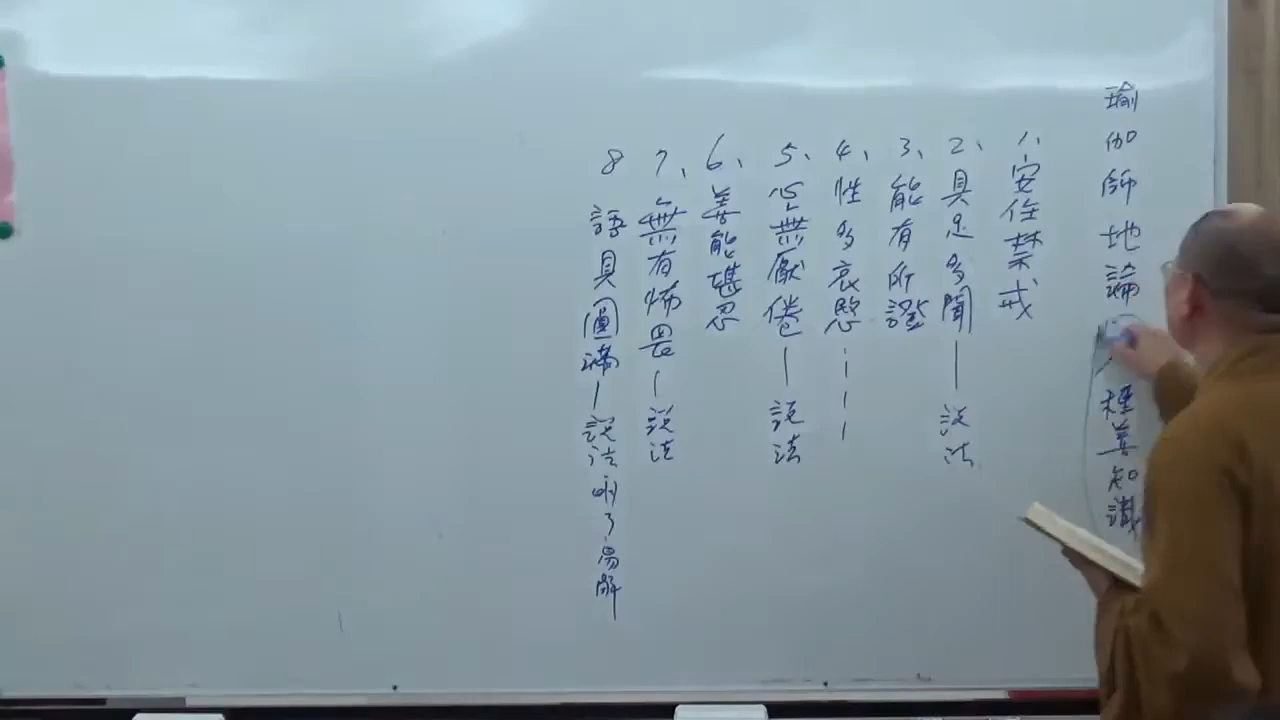 瑜伽師地論 種善知識
1、安住禁戒
2、具足多聞—說法
3、能有所證
4、性多哀愍
5、心無厭倦—說法
6、善能堪忍
7、無有怖畏—說法
8 語具圓滿—說法明了易解